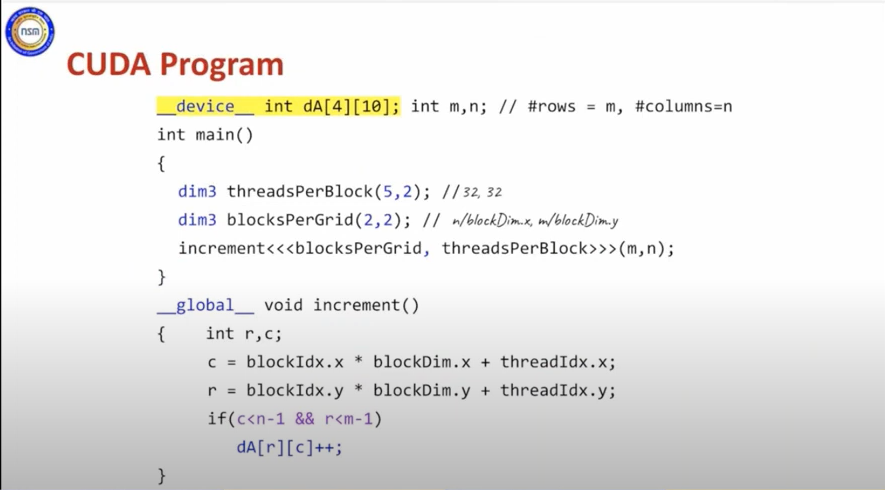 nsm
CUDA Program
__device__ int dA[4][10]; int m,n; // #rows = m, #columns=n
int main()
{
dim3 threadsPerBlock(5,2); //32, 32
dim3 blocksPerGrid(2,2); // n/blockDim.x, m/blockDim.y
increment<<<blocksPerGrid, threadsPerBlock>>>(m,n);
}
__global__ void increment()
{ int r,c;
c = blockIdx.x * blockDim.x + threadIdx.x;
r = blockIdx.y * blockDim.y + threadIdx.y;
if(c<n-1 && r<m-1)
dA[r][c]++;
}